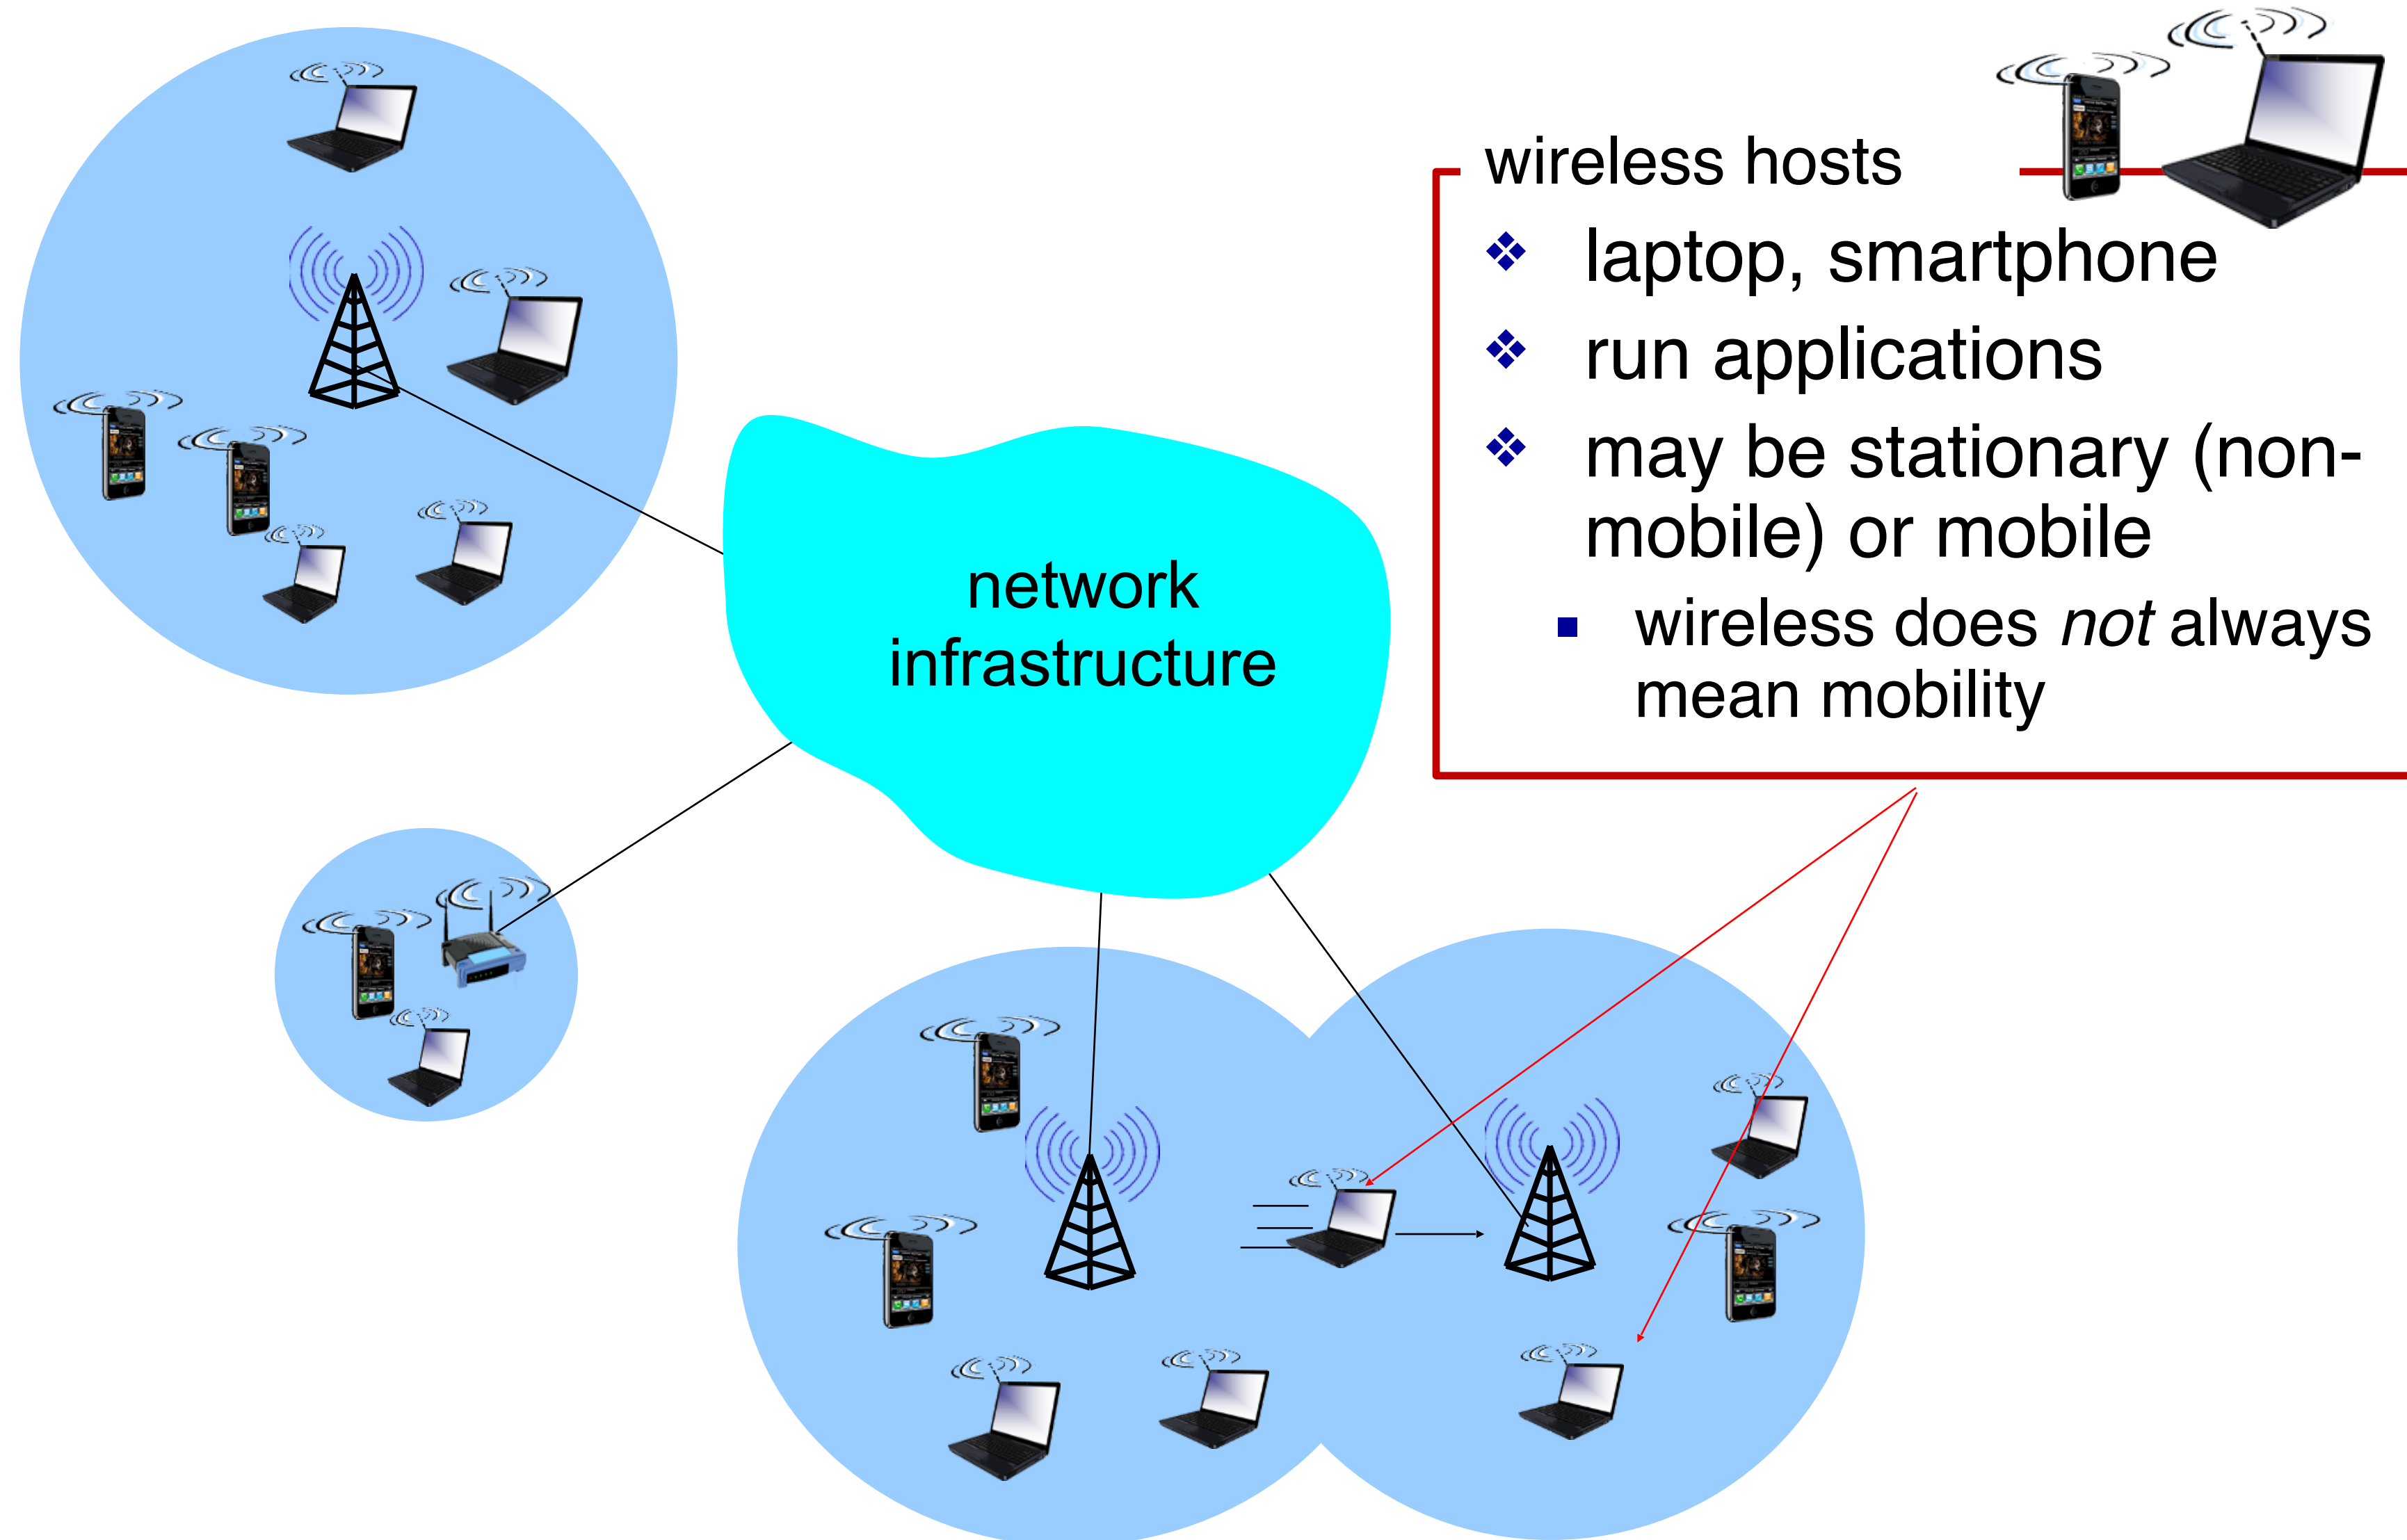 wireless hosts
❖ laptop, smartphone
❖ run applications
❖ may be stationary (non-
mobile) or mobile
▪ wireless does not always
mean mobility
network
infrastructure